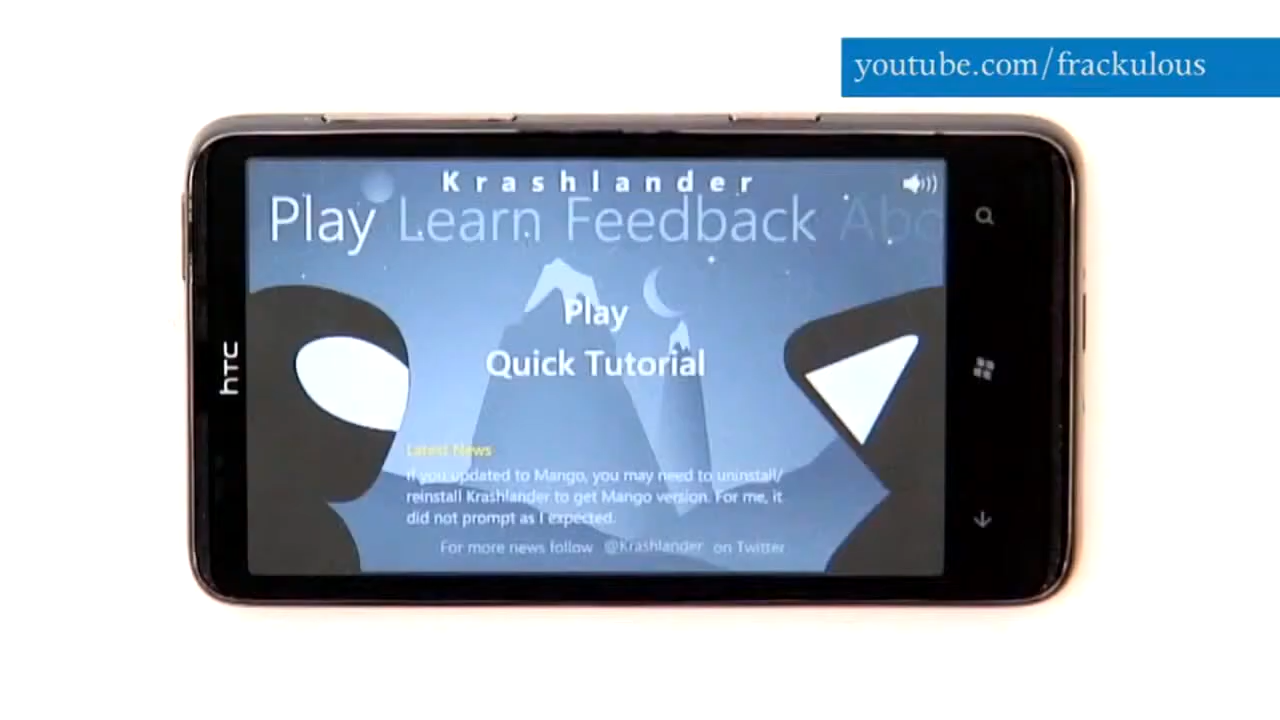 youtube.com/frackulous
Krashlander
Play Learn Feedback Abo
Play
Quick Tutorial
Latest News
If you updated to Mango, you may need to uninstall/
reinstall Krashlander to get Mango version. For me, it
did not prompt as I expected.
For more news follow @Krashlander on Twitter
hTC